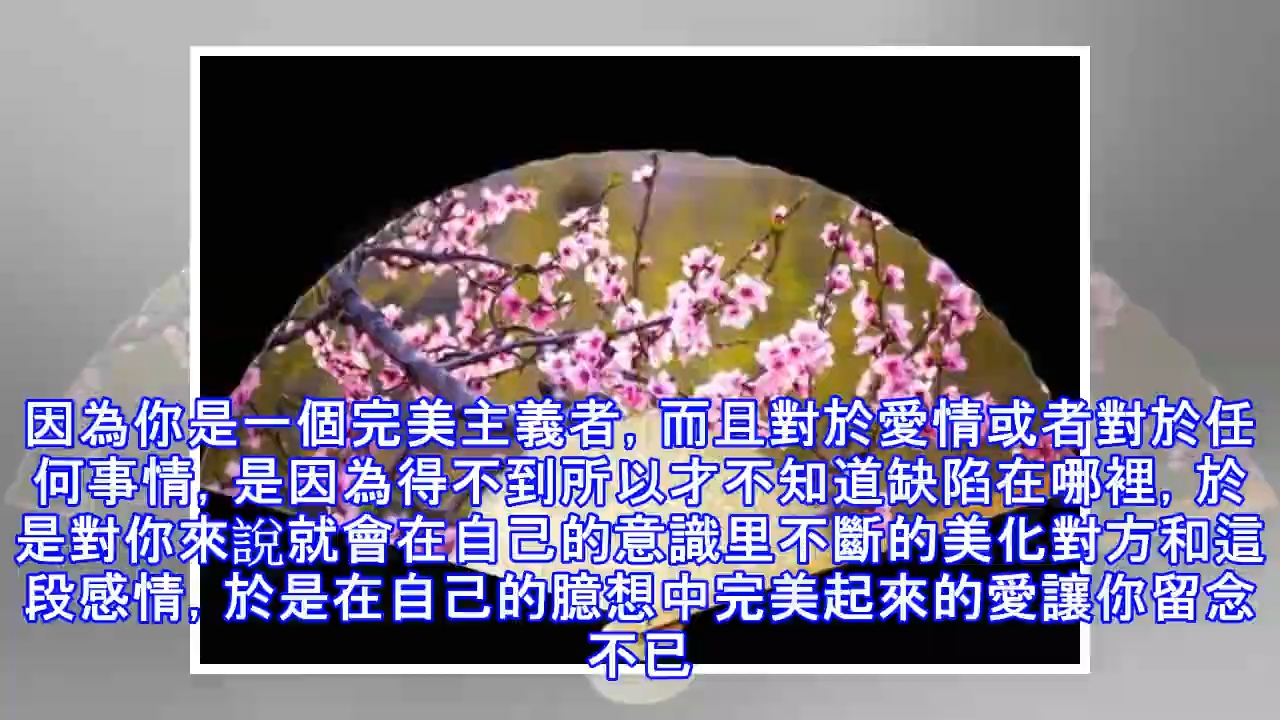 因為你是一個完美主義者, 而且對於愛情或者對於任
何事情, 是因為得不到所以才不知道缺陷在哪裡, 於
是對你來說就會在自己的意識里不斷的美化對方和這
段感情, 於是在自己的臆想中完美起來的愛讓你留念
不已